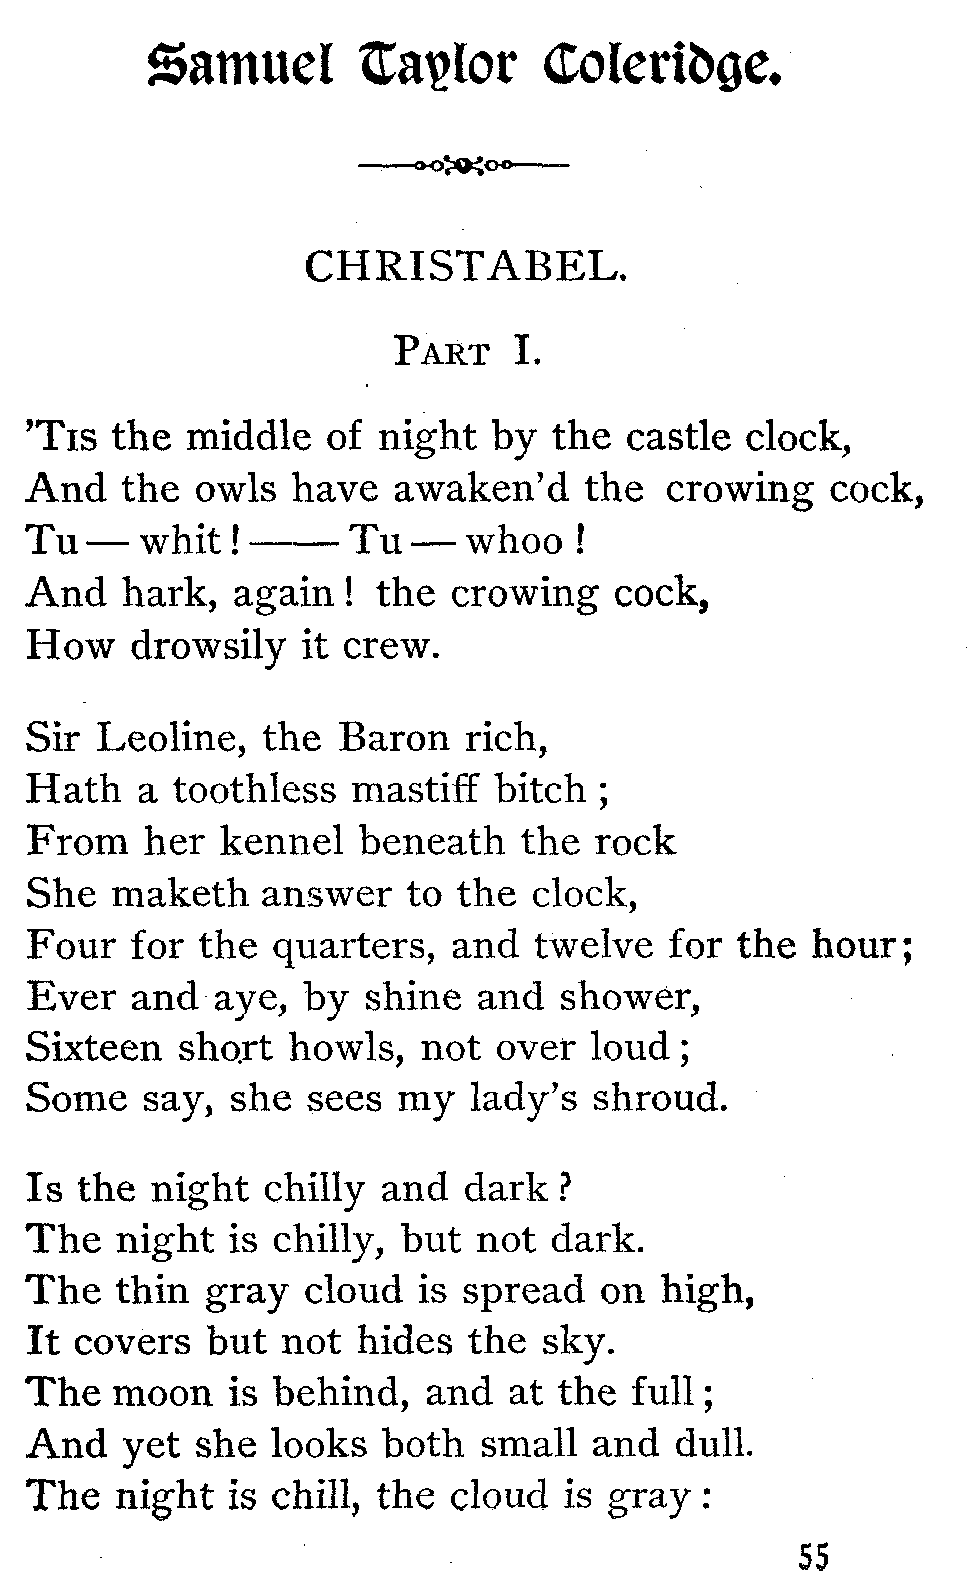 Samuel Taylor Coleridge.
CHRISTABEL.
PART I.
’TIS the middle of night by the castle clock,
And the owls have awaken’d the crowing cock,
Tu — whit ! —— Tu — whoo !
And hark, again ! the crowing cock,
How drowsily it crew.
Sir Leoline, the Baron rich,
Hath a toothless mastiff bitch ;
From her kennel beneath the rock
She maketh answer to the clock,
Four for the quarters, and twelve for the hour;
Ever and aye, by shine and shower,
Sixteen short howls, not over loud ;
Some say, she sees my lady’s shroud.
Is the night chilly and dark ?
The night is chilly, but not dark.
The thin gray cloud is spread on high,
It covers but not hides the sky.
The moon is behind, and at the full ;
And yet she looks both small and dull.
The night is chill, the cloud is gray :
55